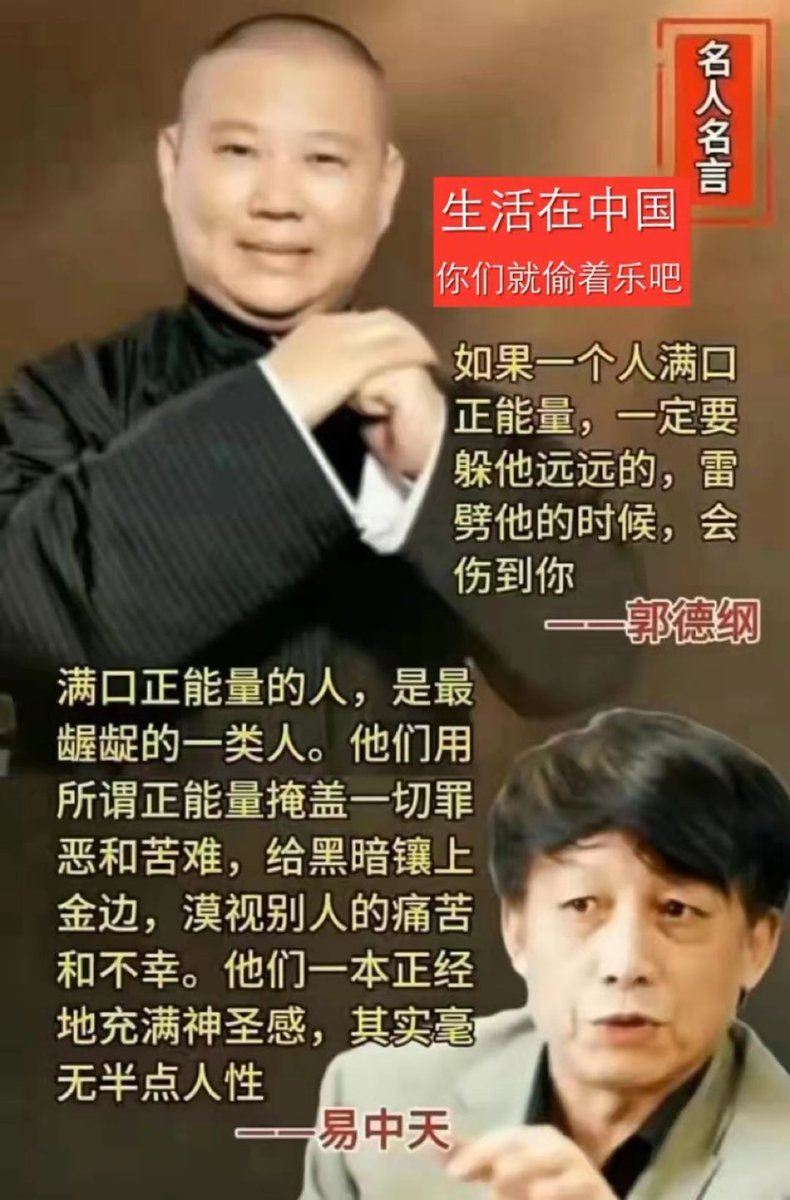 名人名言
生活在中国
你们就偷着乐吧
如果一个人满口
正能量，一定要
躲他远远的，雷
劈他的时候，会
伤到你
——郭德纲
满口正能量的人，是最
龌龊的一类人。他们用
所谓正能量掩盖一切罪
恶和苦难，给黑暗镶上
金边，漠视别人的痛苦
和不幸。他们一本正经
地充满神圣感，其实毫
无半点人性
——易中天